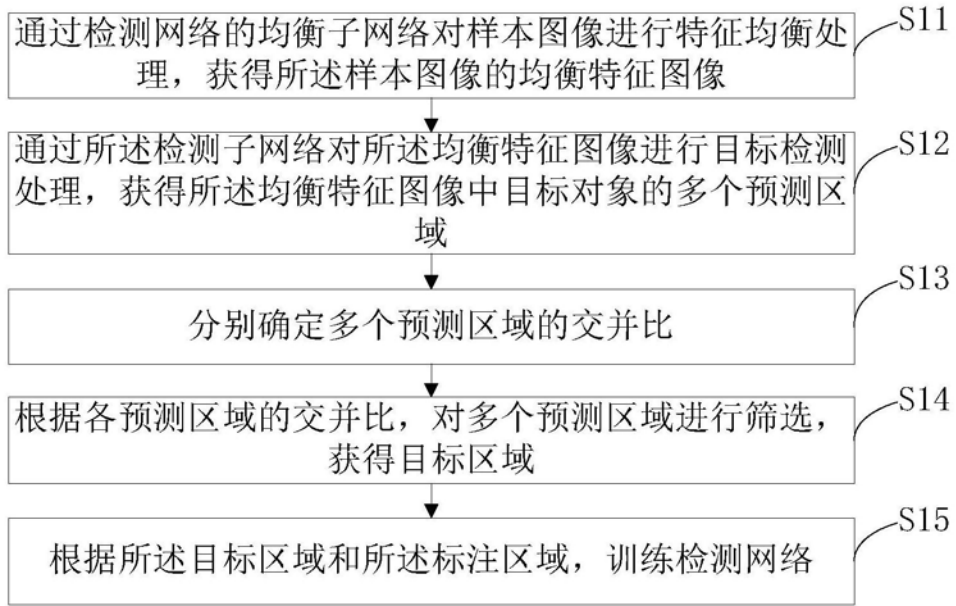 通过检测网络的均衡子网络对样本图像进行特征均衡处
理，获得所述样本图像的均衡特征图像
S11
通过所述检测子网络对所述均衡特征图像进行目标检测
处理，获得所述均衡特征图像中目标对象的多个预测区
域
S12
分别确定多个预测区域的交并比
S13
根据各预测区域的交并比，对多个预测区域进行筛选，
获得目标区域
S14
根据所述目标区域和所述标注区域，训练检测网络
S15